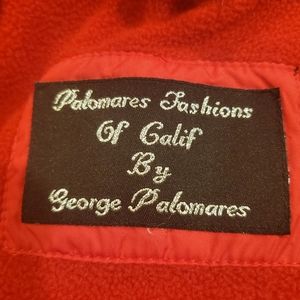 Palomares Fashions
Of Calif
By
George Palomares